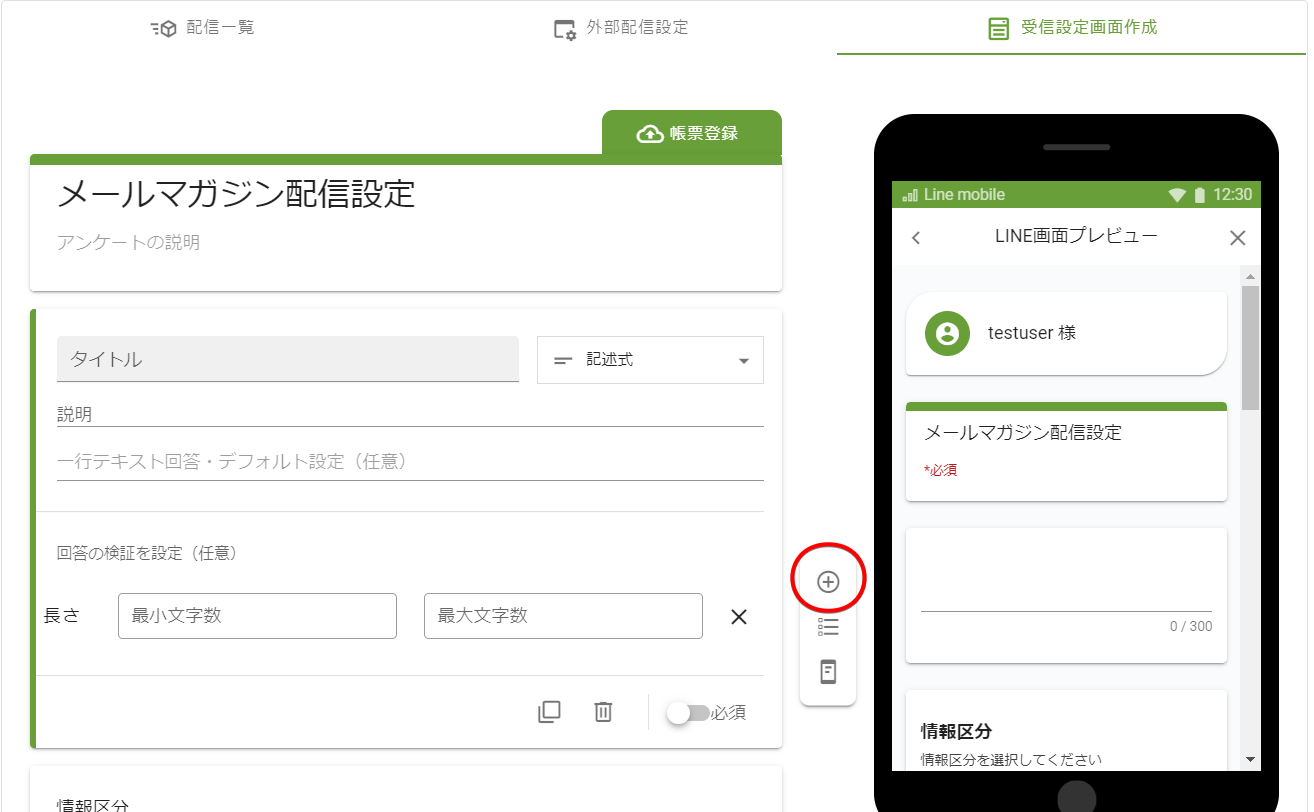 配信一覧
外部配信設定
受信設定画面作成
帳票登録
メールマガジン配信設定
アンケートの説明
タイトル
記述式
説明
一行テキスト回答・デフォルト設定（任意）
回答の検証を設定（任意）
長さ
最小文字数
最大文字数
必須
情報区分
Line mobile
12:30
LINE画面プレビュー
testuser 様
メールマガジン配信設定
*必須
0 / 300
情報区分
情報区分を選択してください